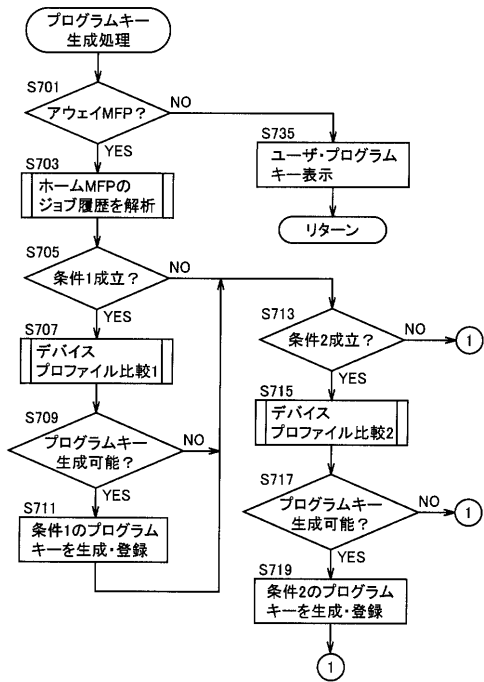 プログラムキー
生成処理
S701
アウェイMFP?
NO
YES
S735
ユーザ・プログラム
キー表示
リターン
S703
ホームMFPの
ジョブ履歴を解析
S705
条件1成立?
NO
YES
S707
デバイス
プロファイル比較1
S709
プログラムキー
生成可能?
NO
YES
S711
条件1のプログラム
キーを生成・登録
S713
条件2成立?
NO
1
YES
S715
デバイス
プロファイル比較2
S717
プログラムキー
生成可能?
NO
1
YES
S719
条件2のプログラム
キーを生成・登録
1